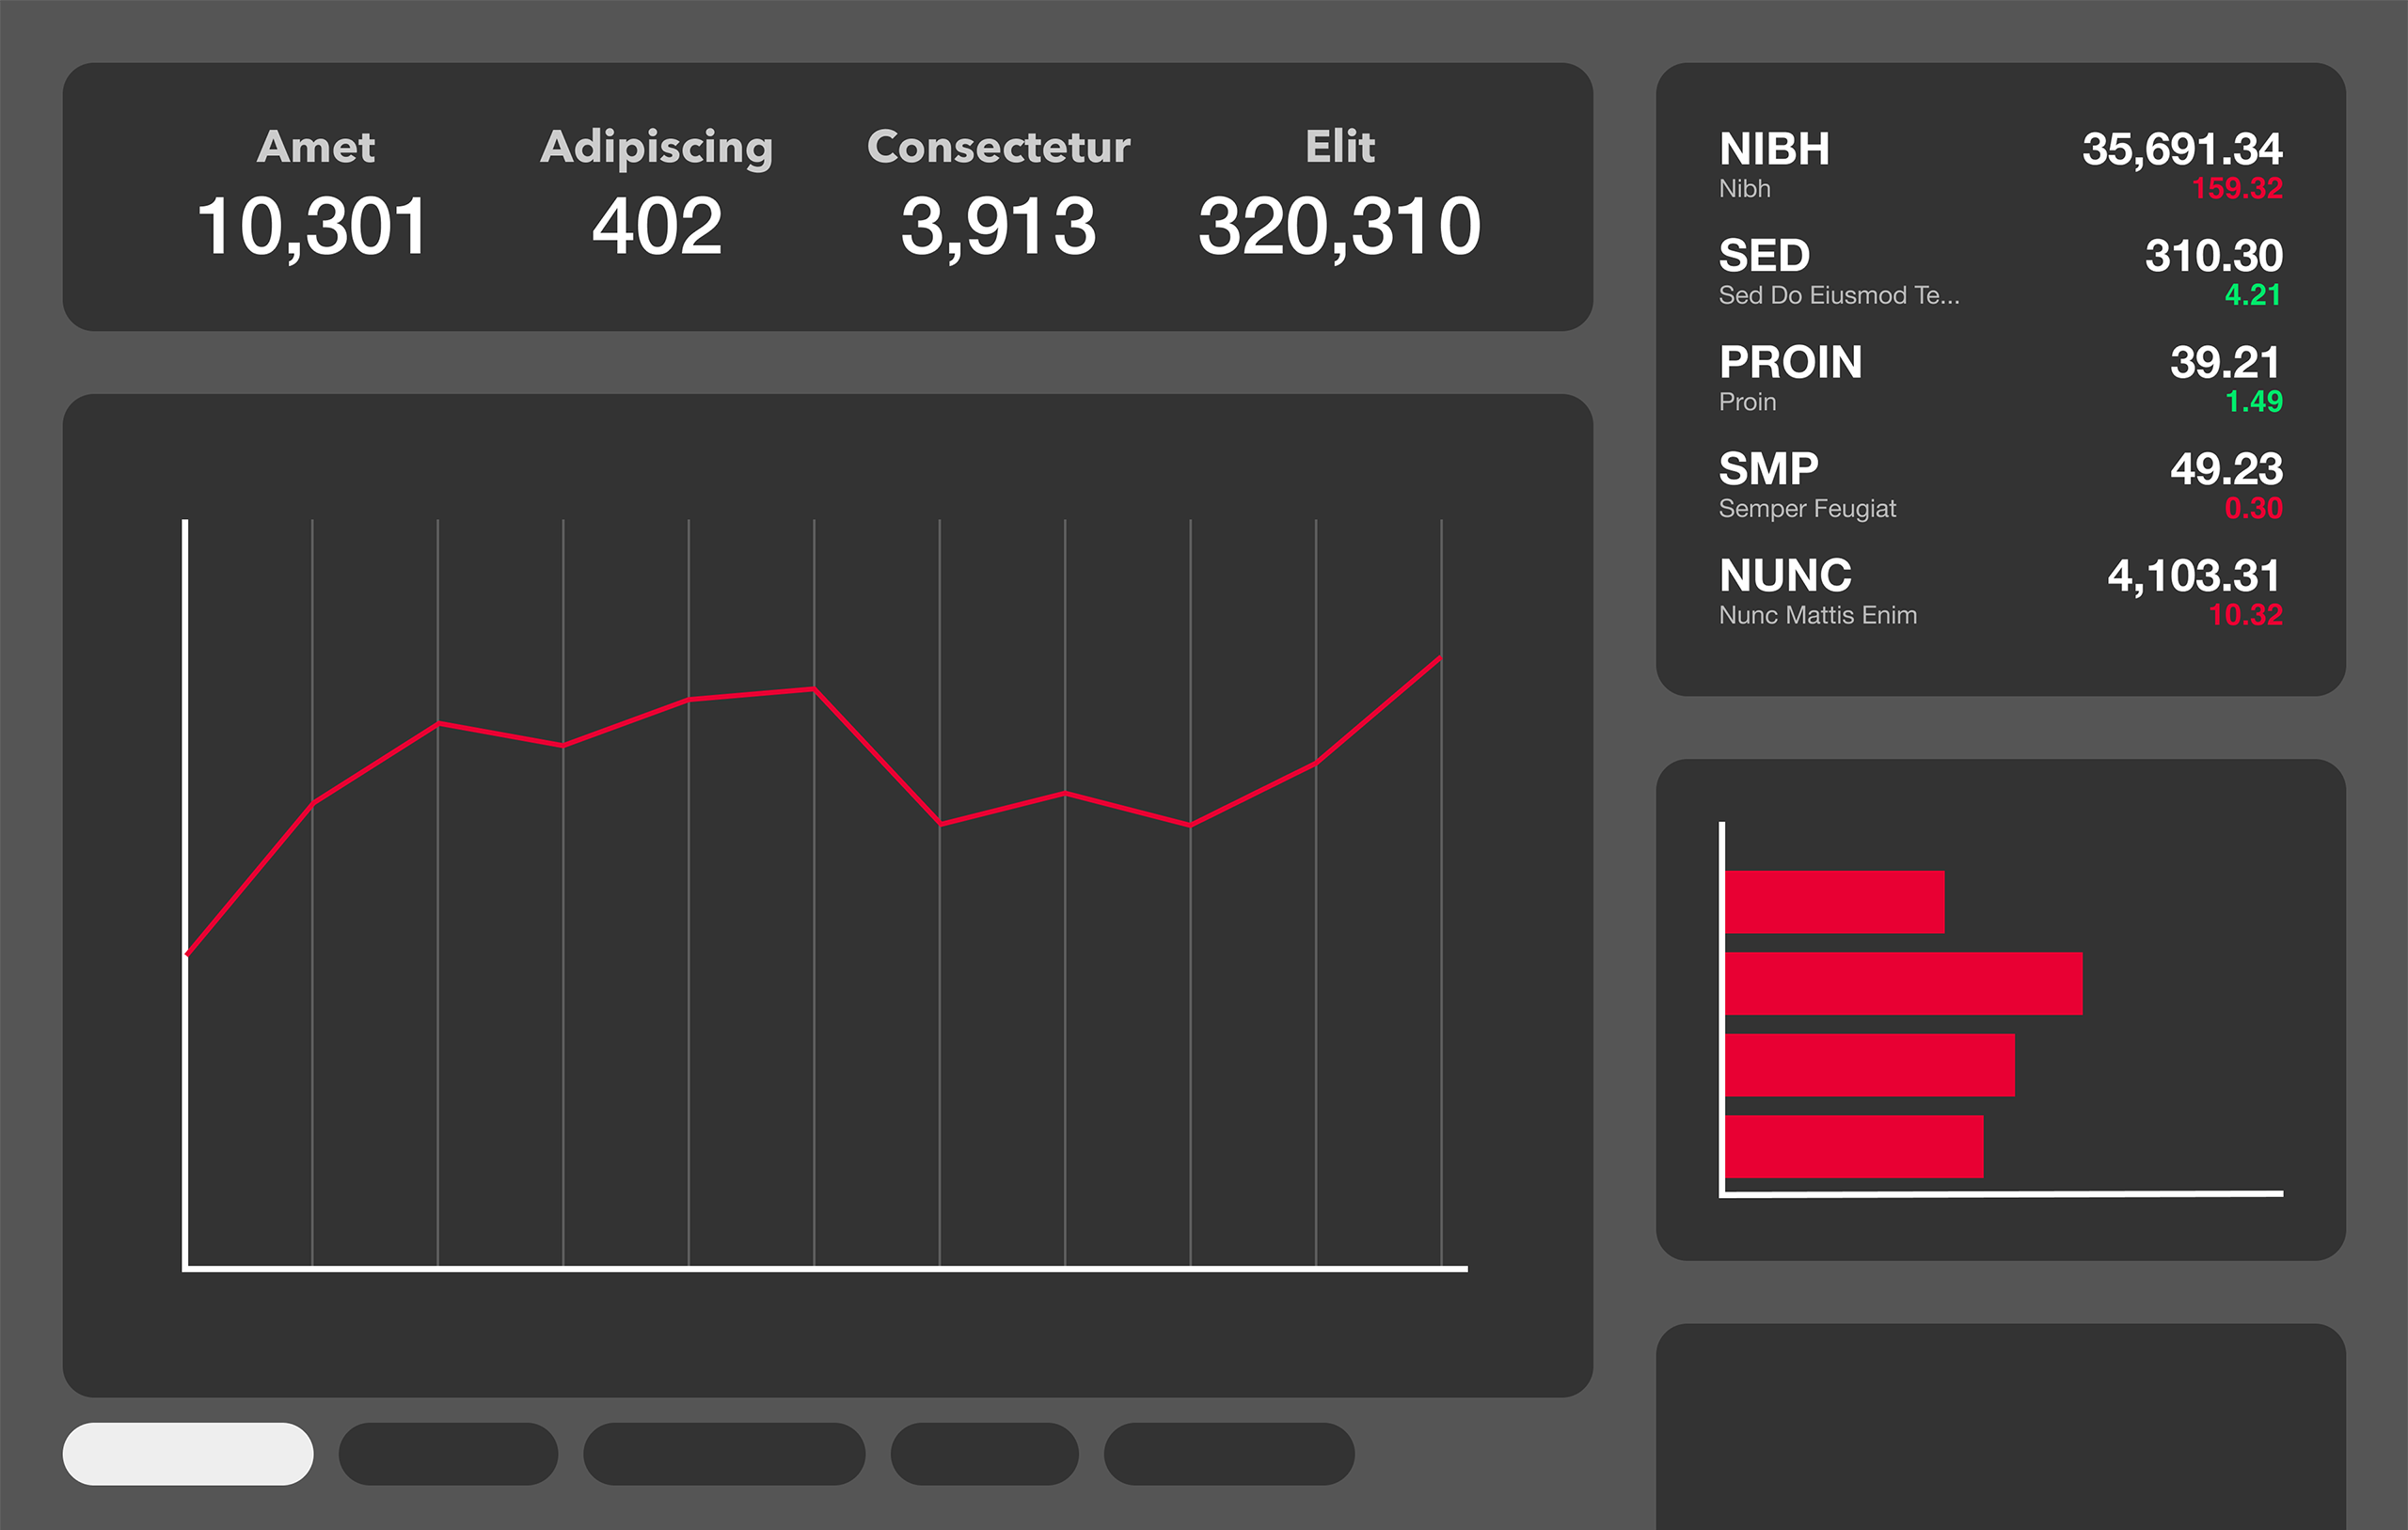 Amet Adipiscing Consectetur Elit
10,301 402 3,913 320,310
NIBH 35,691.34
Nibh 159.32
SED 310.30
Sed Do Eiusmod Te... 4.21
PROIN 39.21
Proin 1.49
SMP 49.23
Semper Feugiat 0.30
NUNC 4,103.31
Nunc Mattis Enim 10.32